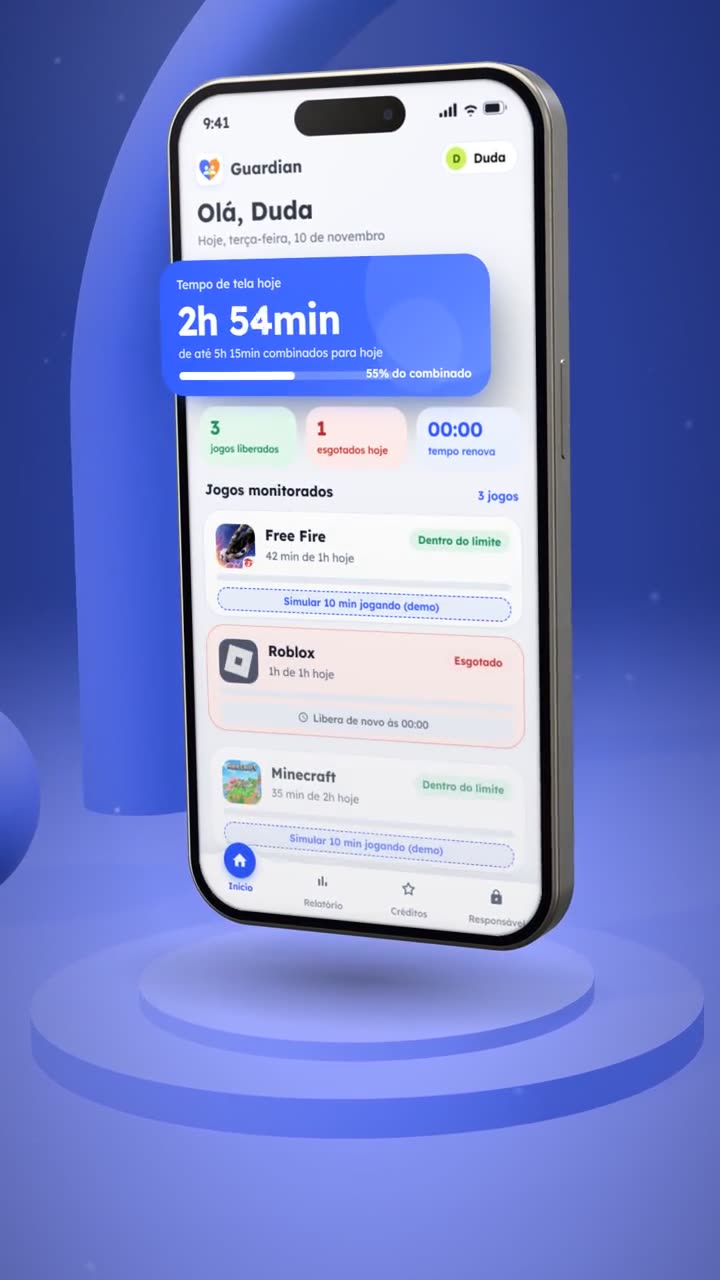 9:41
Guardian
D Duda
Olá, Duda
Hoje, terça-feira, 10 de novembro
Tempo de tela hoje
2h 54min
de até 5h 15min combinados para hoje
55% do combinado
3
jogos liberados
1
esgotados hoje
00:00
tempo renova
Jogos monitorados
3 jogos
Free Fire
Dentro do limite
42 min de 1h hoje
Simular 10 min jogando (demo)
Roblox
Esgotado
1h de 1h hoje
Libera de novo às 00:00
Minecraft
Dentro do limite
35 min de 2h hoje
Simular 10 min jogando (demo)
Início
Relatório
Créditos
Responsável